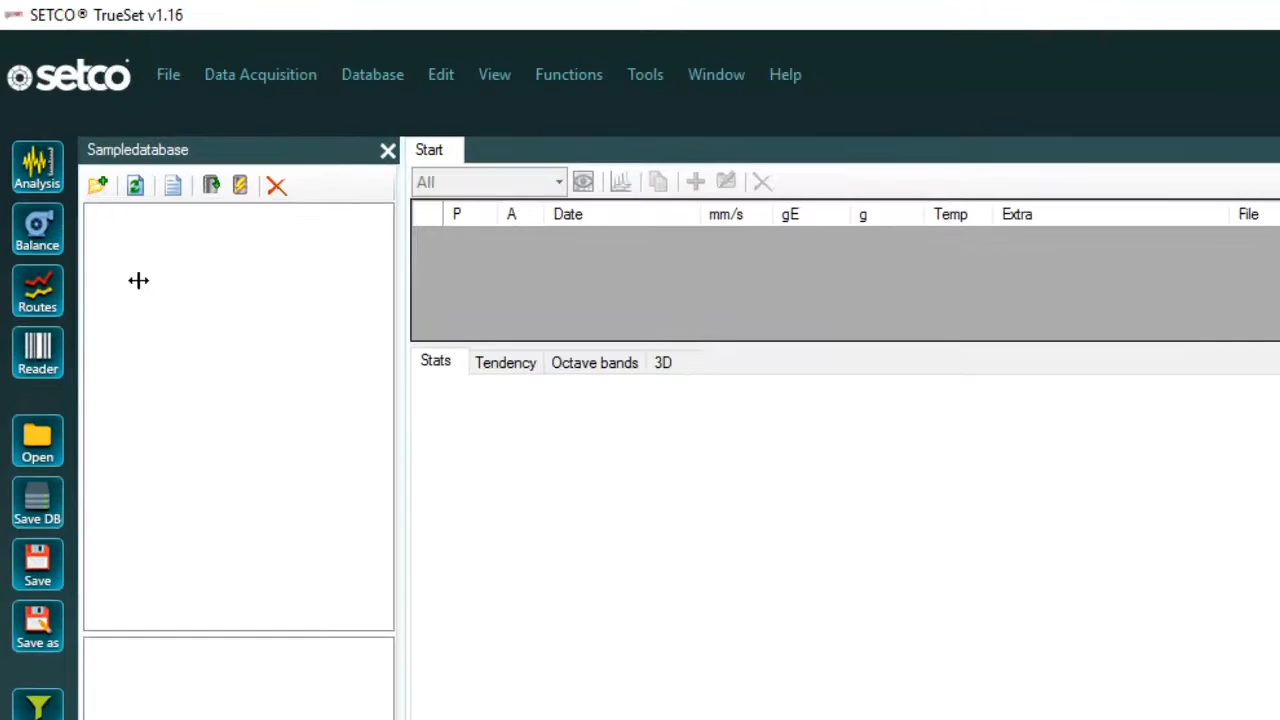 SETCO® TrueSet v1.16
setco File Data Acquisition Database Edit View Functions Tools Window Help
Analysis
Balance
Routes
Reader
Open
Save DB
Save
Save as
Sampledatabase
Start
All
P A Date mm/s gE g Temp Extra File
Stats Tendency Octave bands 3D